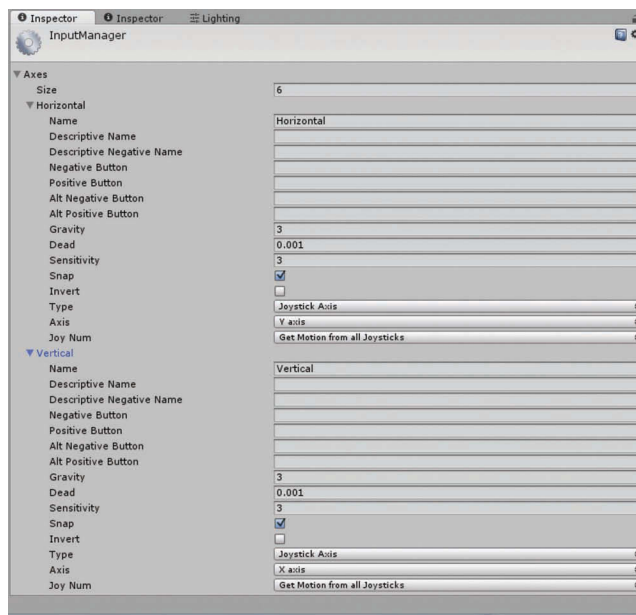 Inspector Inspector Lighting
InputManager
Axes
Size 6
Horizontal
Name Horizontal
Descriptive Name
Descriptive Negative Name
Negative Button
Positive Button
Alt Negative Button
Alt Positive Button
Gravity 3
Dead 0.001
Sensitivity 3
Snap
Invert
Type Joystick Axis
Axis Y axis
Joy Num Get Motion from all Joysticks
Vertical
Name Vertical
Descriptive Name
Descriptive Negative Name
Negative Button
Positive Button
Alt Negative Button
Alt Positive Button
Gravity 3
Dead 0.001
Sensitivity 3
Snap
Invert
Type Joystick Axis
Axis X axis
Joy Num Get Motion from all Joysticks